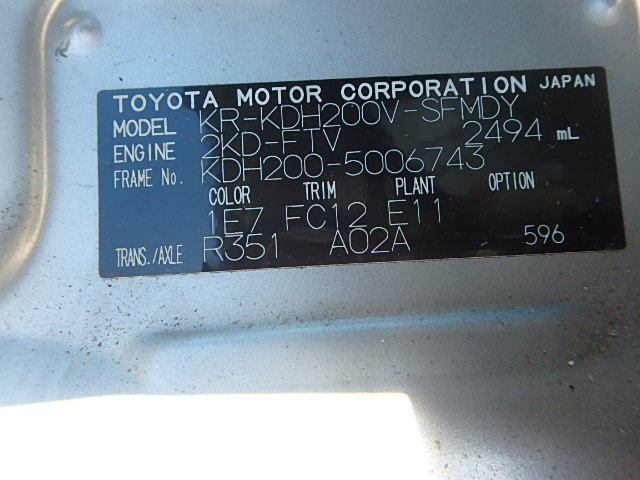 TOYOTA MOTOR CORPORATION JAPAN
MODEL KR-KDH200V-SFMDY
ENGINE 2KD-FTV 2494 mL
FRAME No. KDH200-5006743
COLOR TRIM PLANT OPTION
1E7 FC12 E11
TRANS./AXLE R351 A02A 596